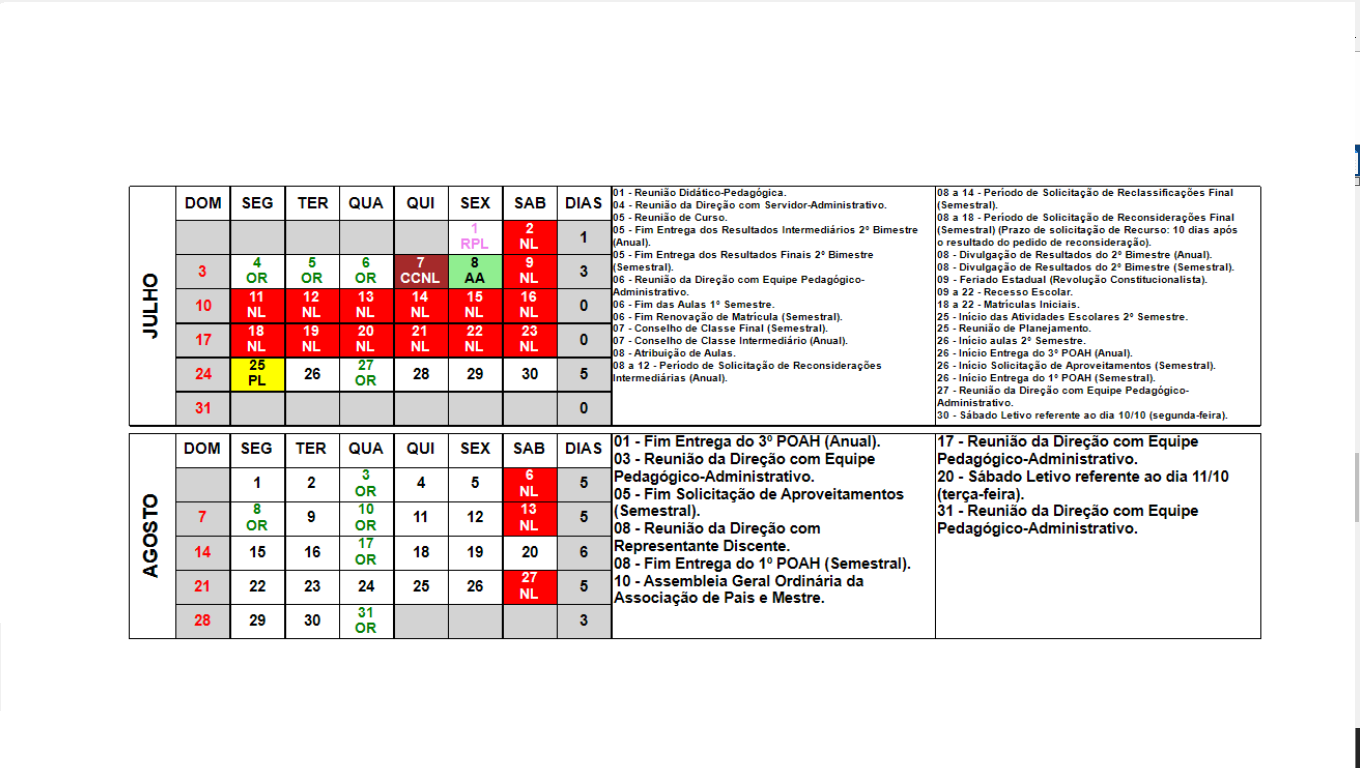 JULHO
DOM SEG TER QUA QUI SEX SAB DIAS
1 RPL 2 NL 1
3 4 OR 5 OR 6 OR 7 CCNL 8 AA 9 NL 3
10 11 NL 12 NL 13 NL 14 NL 15 NL 16 NL 0
17 18 NL 19 NL 20 NL 21 NL 22 NL 23 NL 0
24 25 PL 26 27 OR 28 29 30 5
31 0
01 - Reunião Didático-Pedagógica.
04 - Reunião da Direção com Servidor-Administrativo.
05 - Reunião de Curso.
05 - Fim Entrega dos Resultados Intermediários 2º Bimestre
(Anual).
05 - Fim Entrega dos Resultados Finais 2º Bimestre
(Semestral).
06 - Reunião da Direção com Equipe Pedagógico-
Administrativo.
06 - Fim das Aulas 1º Semestre.
06 - Fim Renovação de Matrícula (Semestral).
07 - Conselho de Classe Final (Semestral).
07 - Conselho de Classe Intermediário (Anual).
08 - Atribuição de Aulas.
08 a 12 - Período de Solicitação de Reconsiderações
Intermediárias (Anual).
08 a 14 - Período de Solicitação de Reclassificações Final
(Semestral).
08 a 18 - Período de Solicitação de Reconsiderações Final
(Semestral) (Prazo de solicitação de Recurso: 10 dias após
o resultado do pedido de reconsideração).
08 - Divulgação de Resultados do 2º Bimestre (Anual).
08 - Divulgação de Resultados do 2º Bimestre (Semestral).
09 - Feriado Estadual (Revolução Constitucionalista).
09 a 22 - Recesso Escolar.
18 a 22 - Matrículas Iniciais.
25 - Início das Atividades Escolares 2º Semestre.
25 - Reunião de Planejamento.
26 - Início aulas 2º Semestre.
26 - Início Entrega do 3º POAH (Anual).
26 - Início Solicitação de Aproveitamentos (Semestral).
26 - Início Entrega do 1º POAH (Semestral).
27 - Reunião da Direção com Equipe Pedagógico-
Administrativo.
30 - Sábado Letivo referente ao dia 10/10 (segunda-feira).
AGOSTO
DOM SEG TER QUA QUI SEX SAB DIAS
1 2 3 OR 4 5 6 NL 5
7 8 OR 9 10 OR 11 12 13 NL 5
14 15 16 17 OR 18 19 20 6
21 22 23 24 25 26 27 NL 5
28 29 30 31 OR 3
01 - Fim Entrega do 3º POAH (Anual).
03 - Reunião da Direção com Equipe
Pedagógico-Administrativo.
05 - Fim Solicitação de Aproveitamentos
(Semestral).
08 - Reunião da Direção com
Representante Discente.
08 - Fim Entrega do 1º POAH (Semestral).
10 - Assembleia Geral Ordinária da
Associação de Pais e Mestre.
17 - Reunião da Direção com Equipe
Pedagógico-Administrativo.
20 - Sábado Letivo referente ao dia 11/10
(terça-feira).
31 - Reunião da Direção com Equipe
Pedagógico-Administrativo.